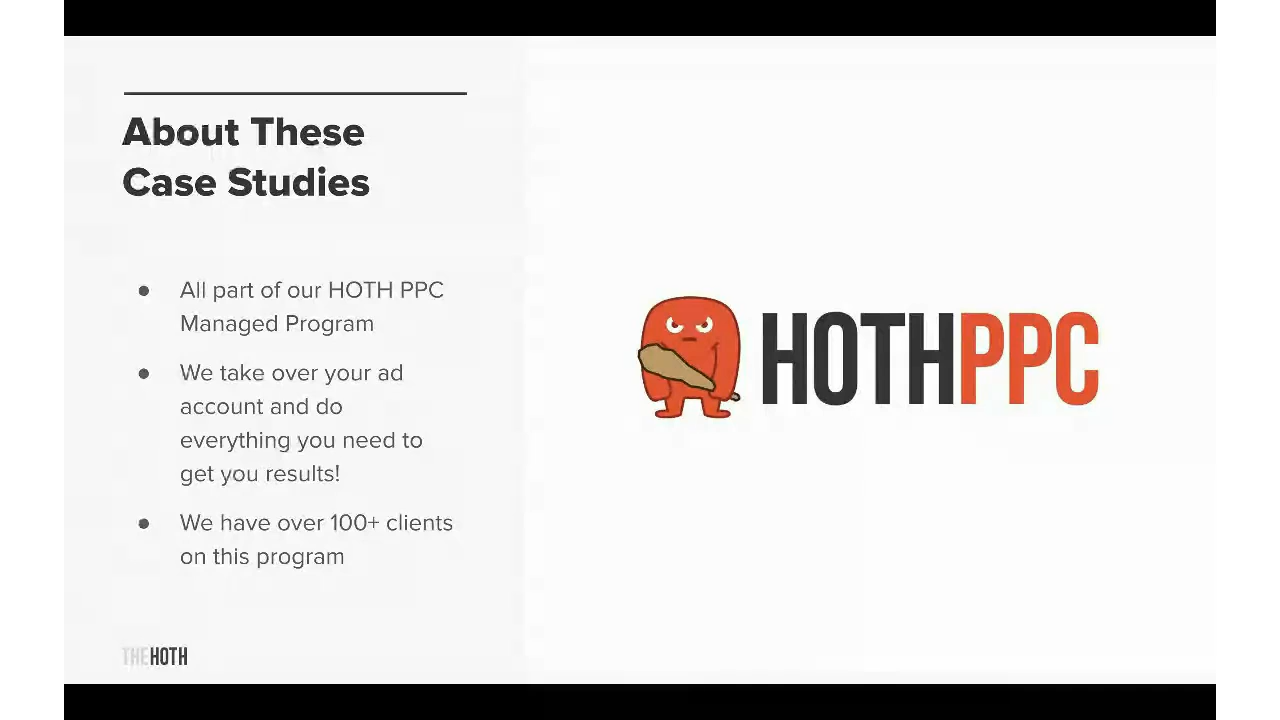 About These
Case Studies
● All part of our HOTH PPC
Managed Program
● We take over your ad
account and do
everything you need to
get you results!
● We have over 100+ clients
on this program
THEHOTH
HOTHPPC